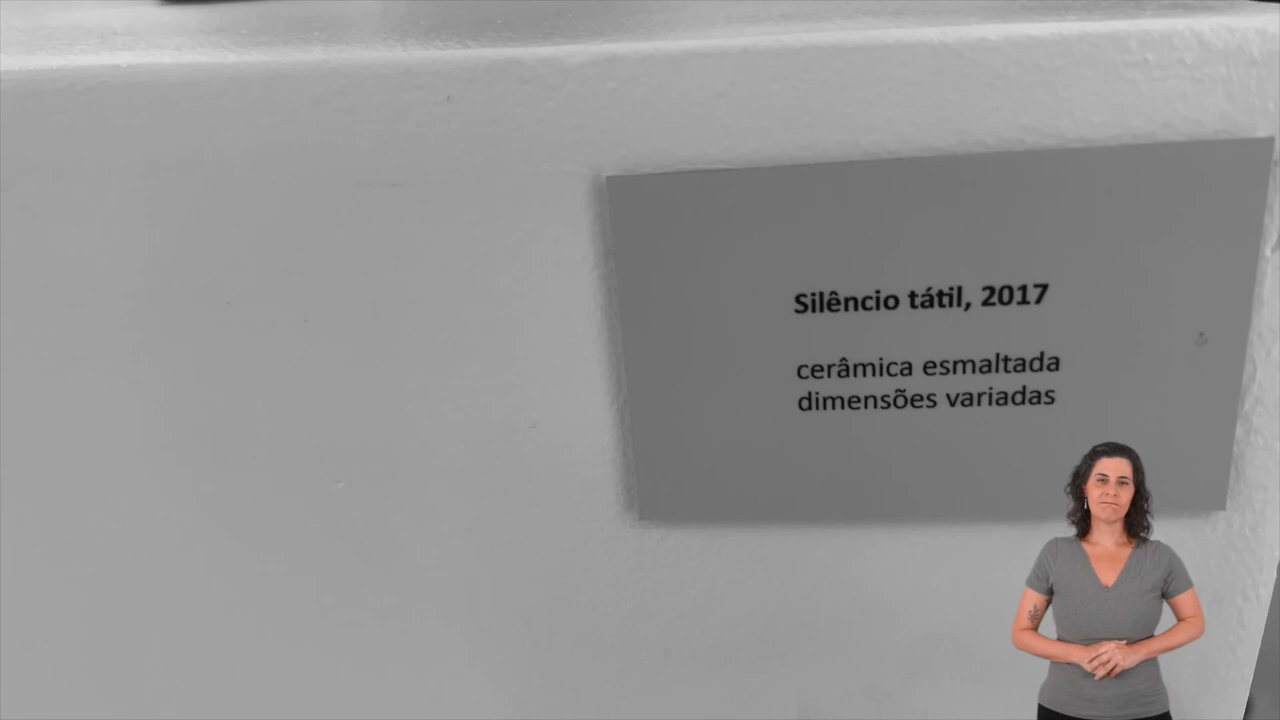 Silêncio tátil, 2017
cerâmica esmaltada
dimensões variadas